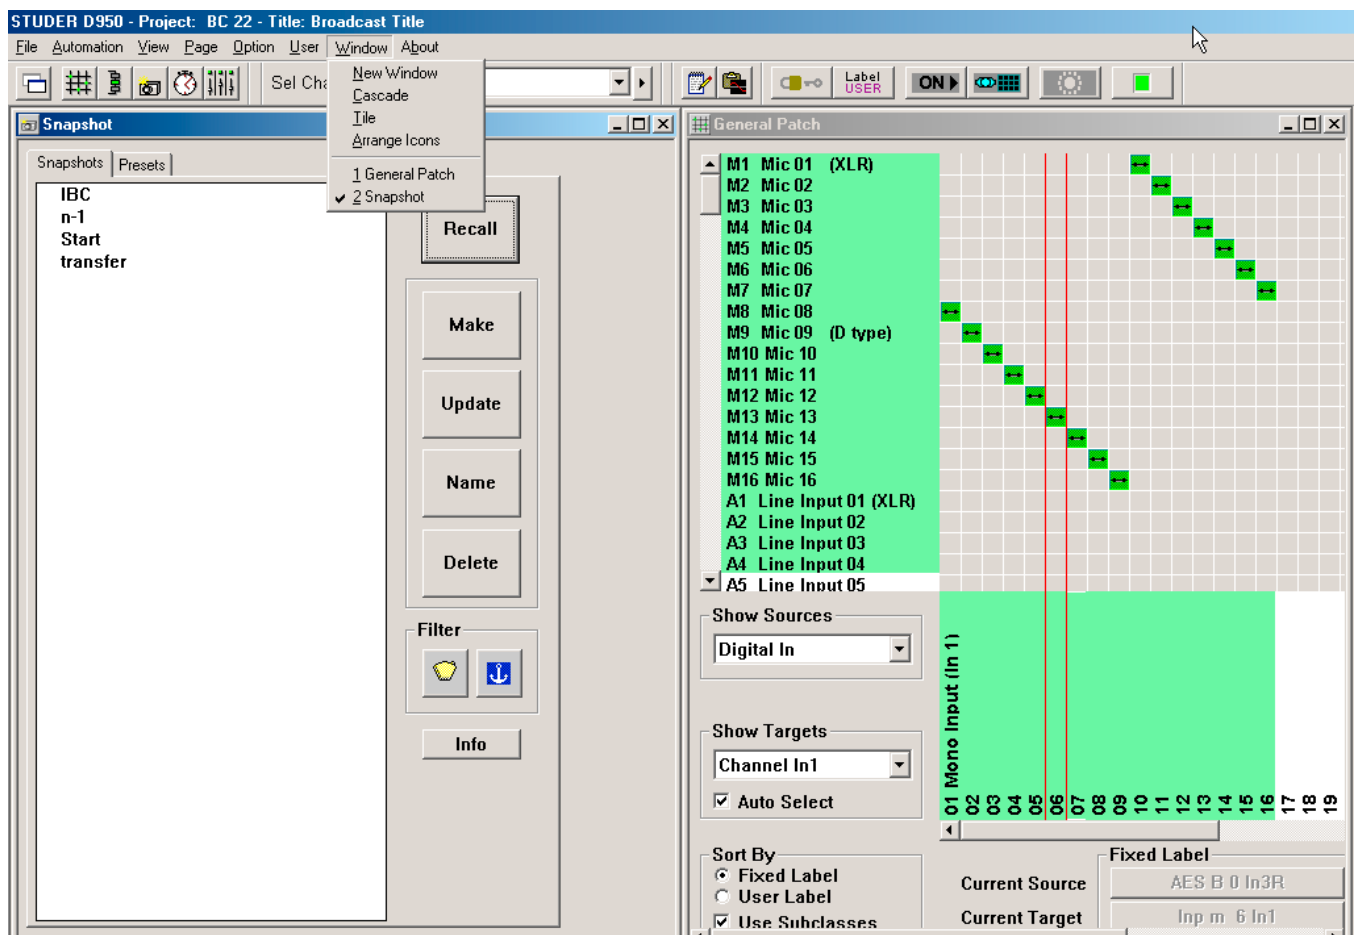 STUDER D950 - Project:  BC 22 - Title: Broadcast Title
File Automation View Page Option User Window About
Sel Cha
Label
USER
ON
New Window
Cascade
Tile
Arrange Icons
1 General Patch
2 Snapshot
Snapshot
Snapshots Presets
IBC
n-1
Start
transfer
Recall
Make
Update
Name
Delete
Filter
Info
General Patch
M1 Mic 01 (XLR)
M2 Mic 02
M3 Mic 03
M4 Mic 04
M5 Mic 05
M6 Mic 06
M7 Mic 07
M8 Mic 08
M9 Mic 09 (D type)
M10 Mic 10
M11 Mic 11
M12 Mic 12
M13 Mic 13
M14 Mic 14
M15 Mic 15
M16 Mic 16
A1 Line Input 01 (XLR)
A2 Line Input 02
A3 Line Input 03
A4 Line Input 04
A5 Line Input 05
Show Sources
Digital In
Show Targets
Channel In1
Auto Select
01 Mono Input (In 1)
02
03
04
05
06
07
08
09
10
11
12
13
14
15
16
17
18
19
Sort By
Fixed Label
User Label
Use Subclasses
Fixed Label
Current Source AES B 0 In3R
Current Target Inp m 6 In1